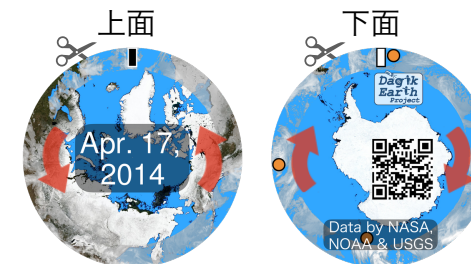 上面
下面
Apr. 17,
2014
Dagik
Earth
Project
Data by NASA,
NOAA & USGS